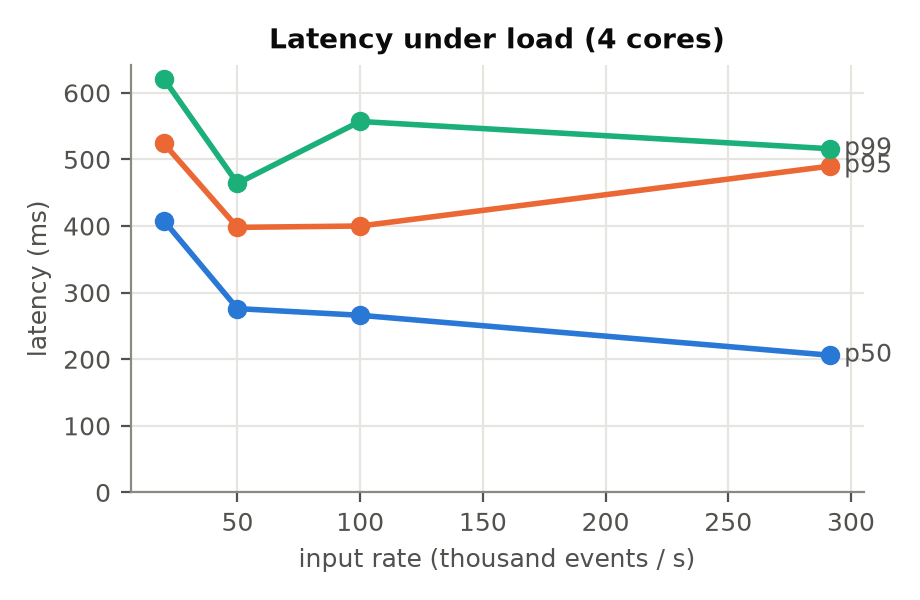 Latency under load (4 cores)
600
500
400
300
200
100
0
latency (ms)
p99
p95
p50
50
100
150
200
250
300
input rate (thousand events / s)